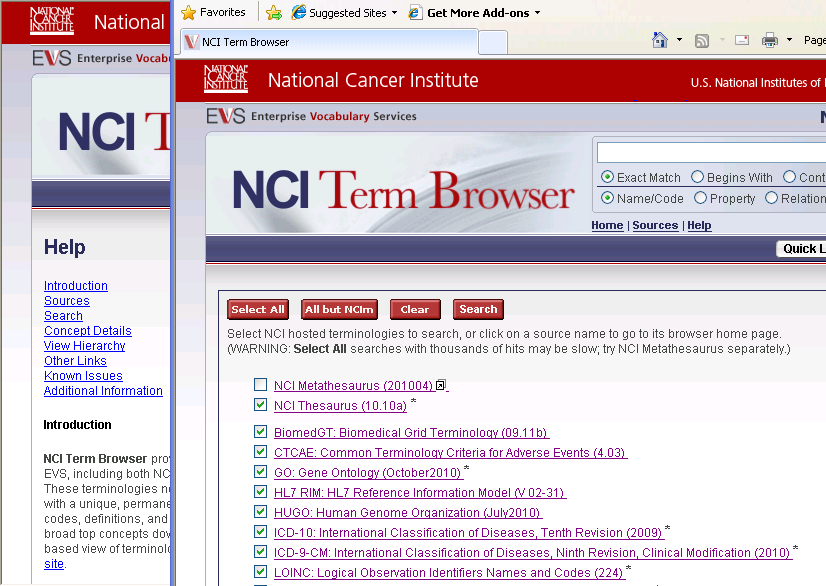 NATIONAL CANCER INSTITUTE
National
EVS Enterprise Vocab
NCI T
Help
Introduction
Sources
Search
Concept Details
View Hierarchy
Other Links
Known Issues
Additional Information
Introduction
NCI Term Browser prov
EVS, including both NC
These terminologies n
with a unique, permane
codes, definitions, and
broad top concepts dov
based view of terminolo
site.
Favorites
Suggested Sites
Get More Add-ons
NCI Term Browser
Page
NATIONAL CANCER INSTITUTE
National Cancer Institute
U.S. National Institutes of
EVS Enterprise Vocabulary Services
N
NCI Term Browser
Exact Match Begins With Cont
Name/Code Property Relation
Home | Sources | Help
Quick L
Select All All but NCIm Clear Search
Select NCI hosted terminologies to search, or click on a source name to go to its browser home page.
(WARNING: Select All searches with thousands of hits may be slow; try NCI Metathesaurus separately.)
NCI Metathesaurus (201004)
NCI Thesaurus (10.10a) *
BiomedGT: Biomedical Grid Terminology (09.11b)
CTCAE: Common Terminology Criteria for Adverse Events (4.03)
GO: Gene Ontology (October2010) *
HL7 RIM: HL7 Reference Information Model (V 02-31)
HUGO: Human Genome Organization (July2010)
ICD-10: International Classification of Diseases, Tenth Revision (2009) *
ICD-9-CM: International Classification of Diseases, Ninth Revision, Clinical Modification (2010) *
LOINC: Logical Observation Identifiers Names and Codes (224) *